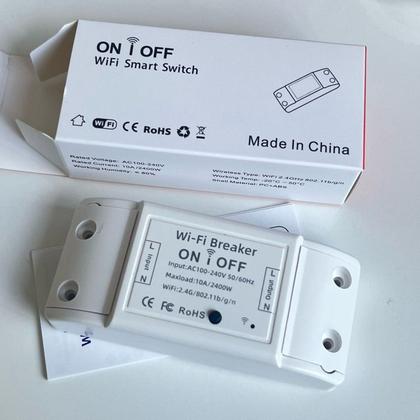 ON OFF
WiFi Smart Switch
WiFi CE RoHS
Made In China
Rated Voltage: AC100-240V
Rated Current: 10A/2400W
Working Humidity: ≤ 80%
Wireless Type: WiFi 2.4GHz 802.11b/g/n
Working Temp: -20°C ~ 50°C
Shell Material: PC+ABS
Wi-Fi Breaker
ON OFF
Input:AC100-240V 50/60Hz
Maxload:10A/2400W
WiFi:2.4G/802.11b/g/n
CE FC RoHS
L
Input
N
L
Output
N